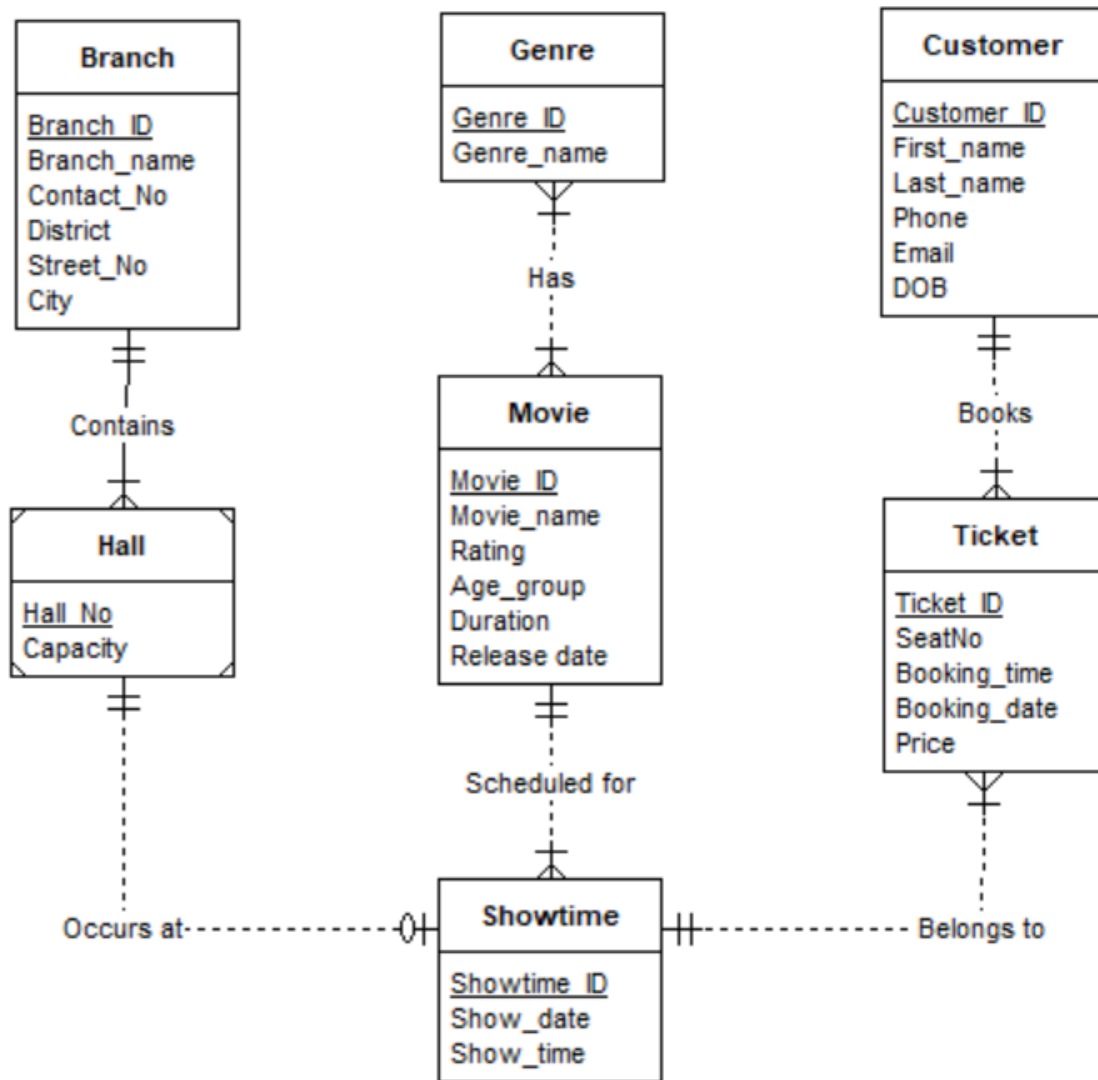 Branch
Branch_ID
Branch_name
Contact_No
District
Street_No
City
Genre
Genre_ID
Genre_name
Customer
Customer_ID
First_name
Last_name
Phone
Email
DOB
Contains
Has
Books
Hall
Hall_No
Capacity
Movie
Movie_ID
Movie_name
Rating
Age_group
Duration
Release date
Ticket
Ticket_ID
SeatNo
Booking_time
Booking_date
Price
Scheduled for
Occurs at
Showtime
Showtime_ID
Show_date
Show_time
Belongs to